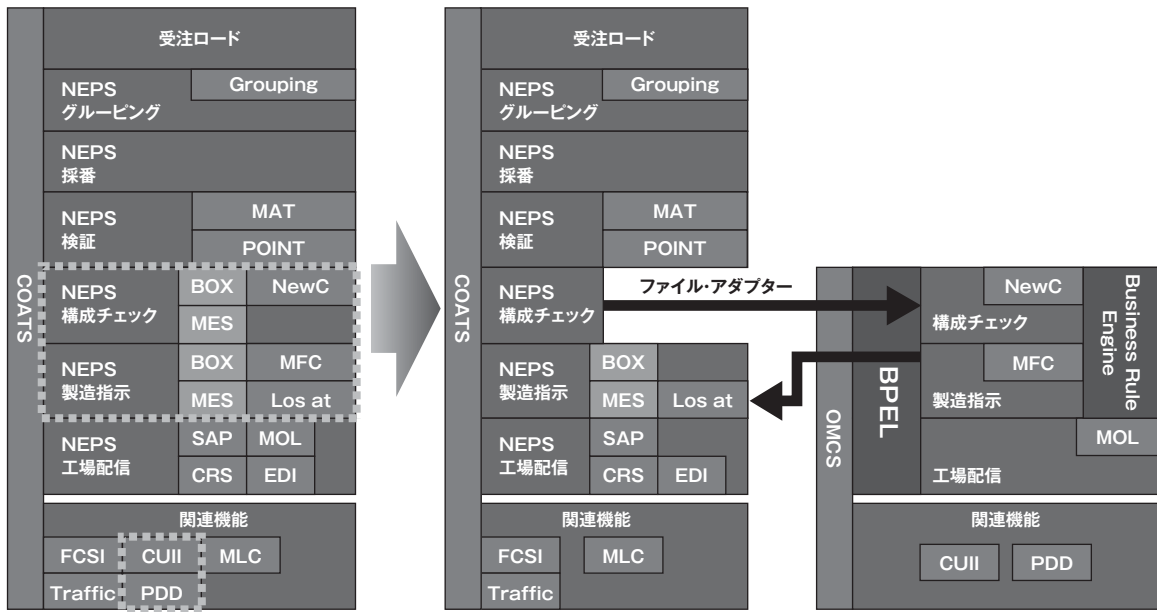 COATS
受注ロード
NEPS
グルーピング
Grouping
NEPS
採番
NEPS
検証
MAT
POINT
NEPS
構成チェック
BOX
NewC
MES
NEPS
製造指示
BOX
MFC
MES
Los at
NEPS
工場配信
SAP
MOL
CRS
EDI
関連機能
FCSI
CUII
MLC
Traffic
PDD
COATS
受注ロード
NEPS
グルーピング
Grouping
NEPS
採番
NEPS
検証
MAT
POINT
NEPS
構成チェック
ファイル・アダプター
NEPS
製造指示
BOX
MES
Los at
NEPS
工場配信
SAP
CRS
EDI
関連機能
FCSI
MLC
Traffic
OMCS
BPEL
NewC
構成チェック
Business Rule
Engine
MFC
製造指示
MOL
工場配信
関連機能
CUII
PDD